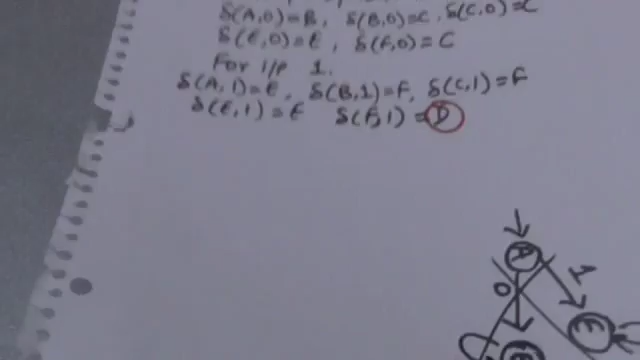 δ(A,0)=B, δ(B,0)=C, δ(C,0)=C
δ(E,0)=E, δ(F,0)=C
For i/p 1.
δ(A,1)=E, δ(B,1)=F, δ(C,1)=F
δ(E,1)=E δ(F,1)=D
A
1
0
E